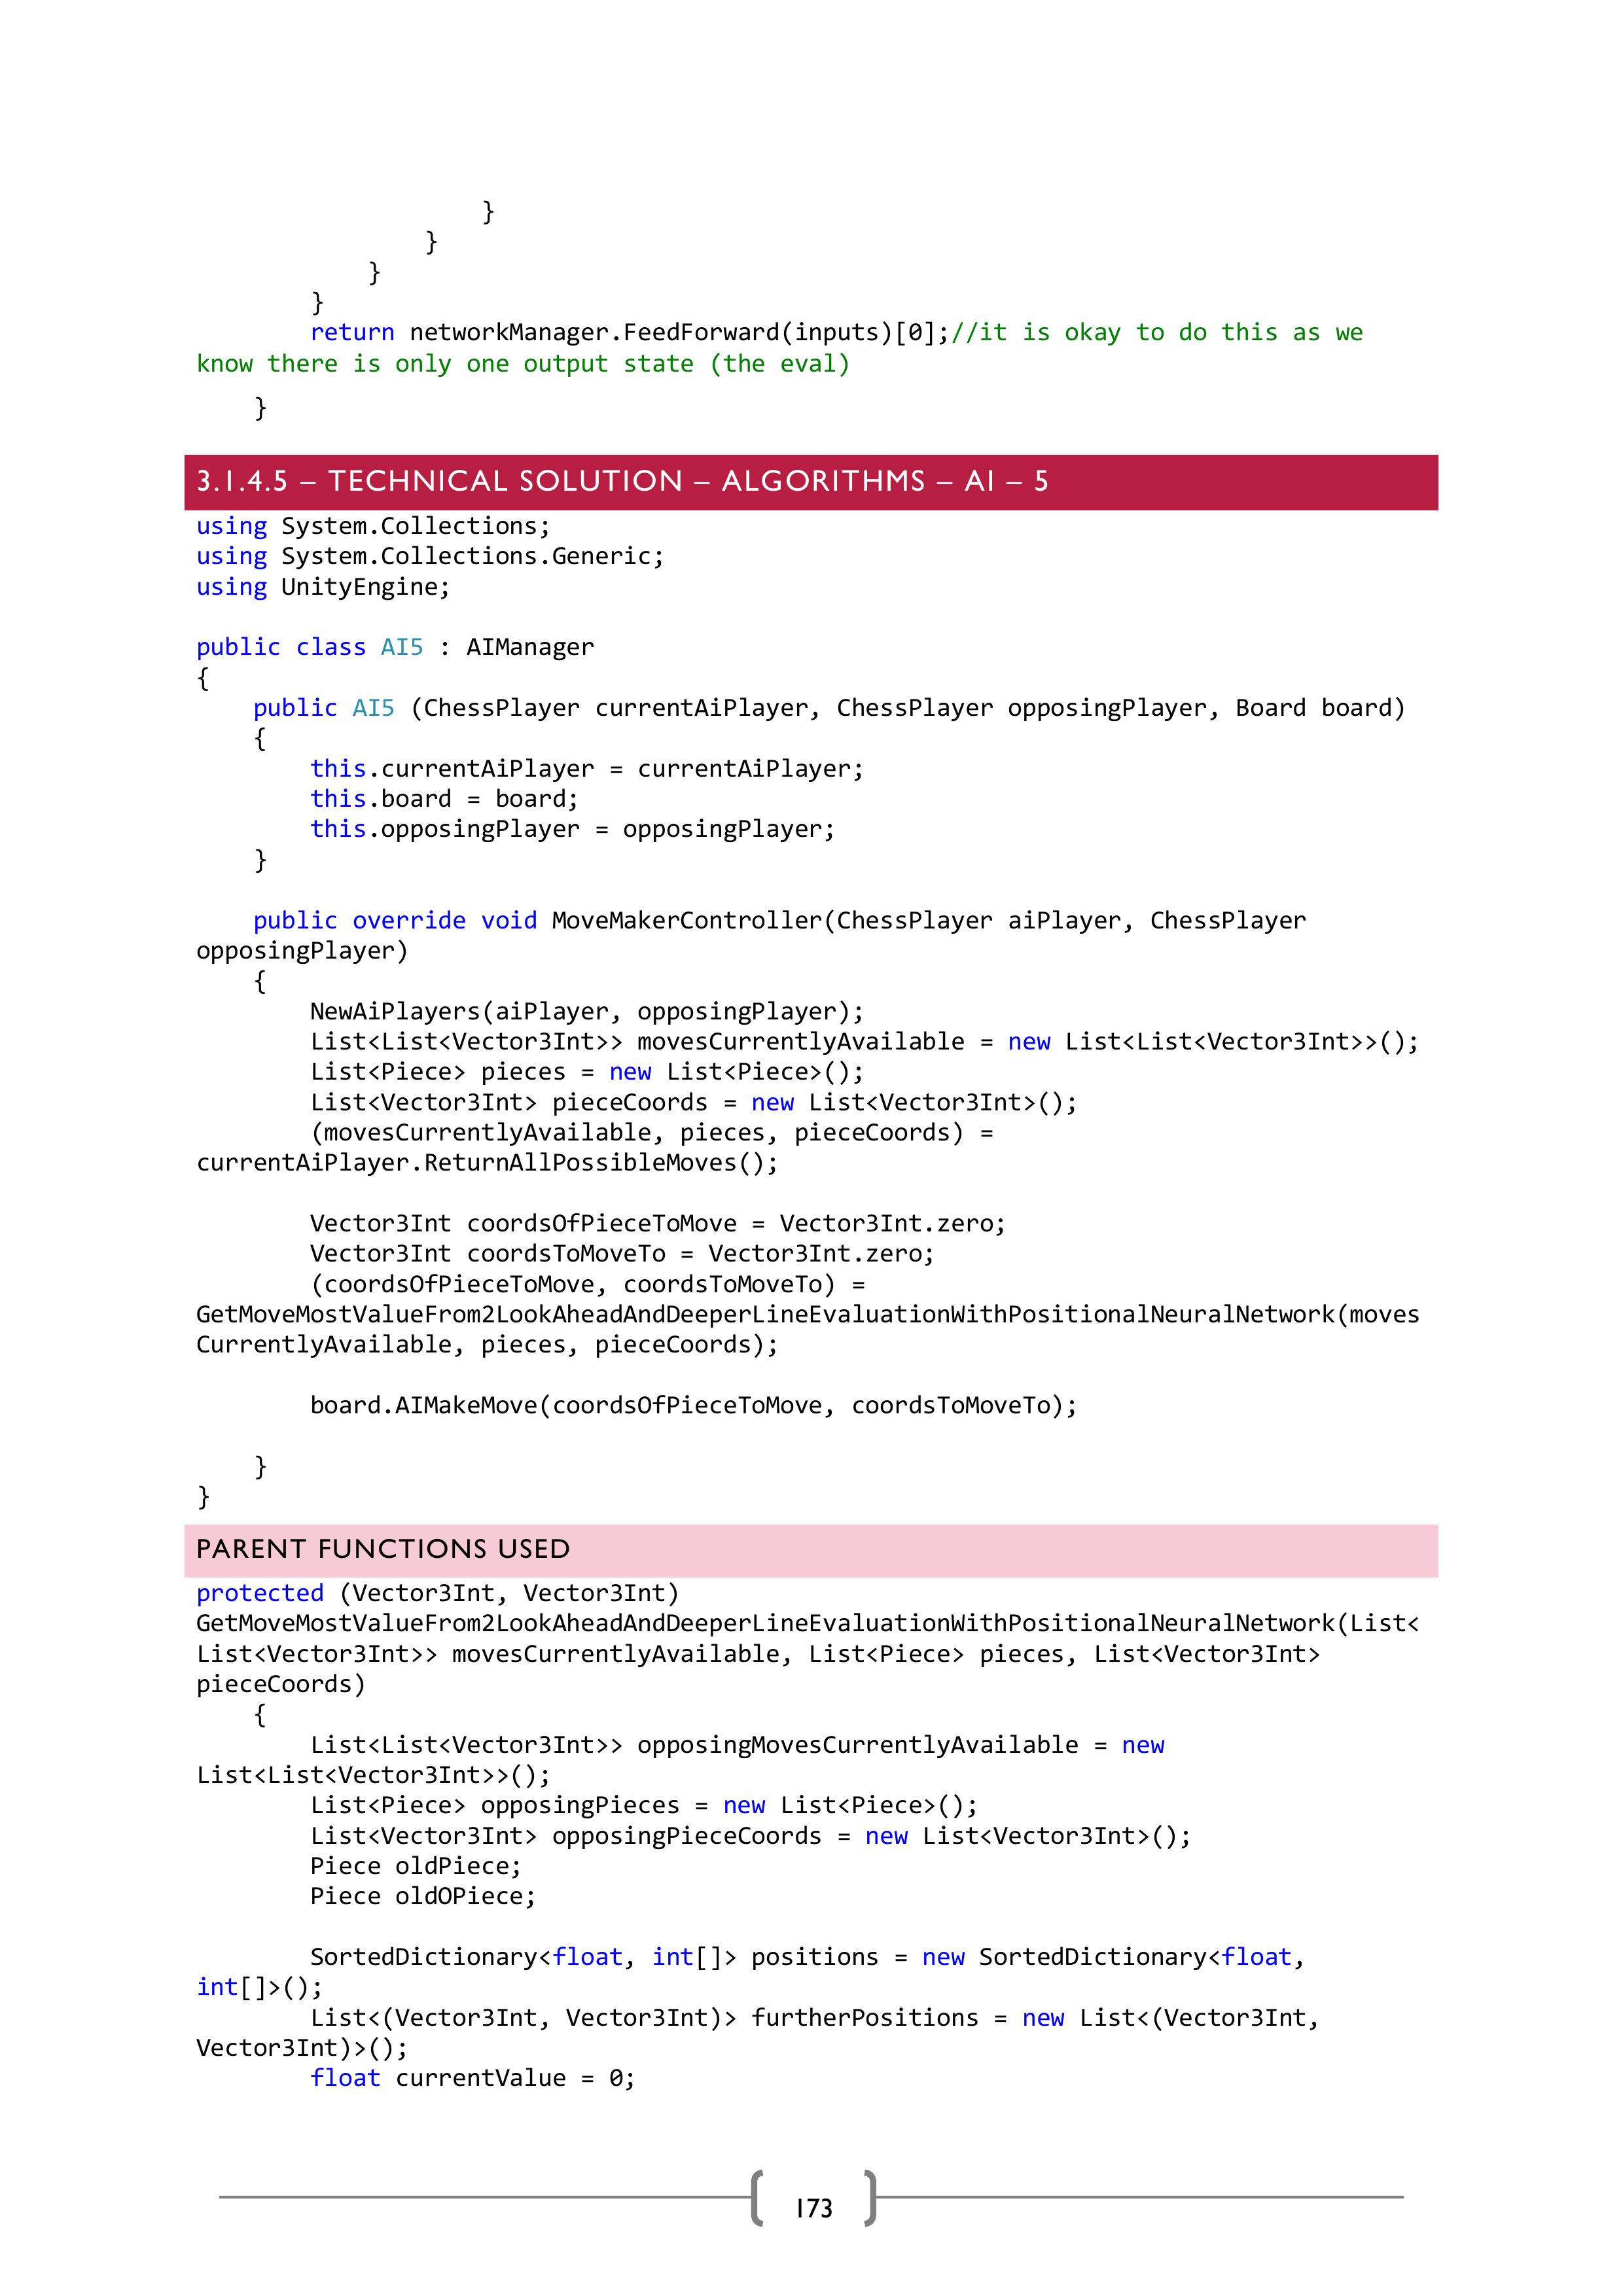 }
                }
            }
        }
        return networkManager.FeedForward(inputs)[0];//it is okay to do this as we
know there is only one output state (the eval)
    }
3.1.4.5 – TECHNICAL SOLUTION – ALGORITHMS – AI – 5
using System.Collections;
using System.Collections.Generic;
using UnityEngine;

public class AI5 : AIManager
{
    public AI5 (ChessPlayer currentAiPlayer, ChessPlayer opposingPlayer, Board board)
    {
        this.currentAiPlayer = currentAiPlayer;
        this.board = board;
        this.opposingPlayer = opposingPlayer;
    }

    public override void MoveMakerController(ChessPlayer aiPlayer, ChessPlayer
opposingPlayer)
    {
        NewAiPlayers(aiPlayer, opposingPlayer);
        List<List<Vector3Int>> movesCurrentlyAvailable = new List<List<Vector3Int>>();
        List<Piece> pieces = new List<Piece>();
        List<Vector3Int> pieceCoords = new List<Vector3Int>();
        (movesCurrentlyAvailable, pieces, pieceCoords) =
currentAiPlayer.ReturnAllPossibleMoves();

        Vector3Int coordsOfPieceToMove = Vector3Int.zero;
        Vector3Int coordsToMoveTo = Vector3Int.zero;
        (coordsOfPieceToMove, coordsToMoveTo) =
GetMoveMostValueFrom2LookAheadAndDeeperLineEvaluationWithPositionalNeuralNetwork(moves
CurrentlyAvailable, pieces, pieceCoords);

        board.AIMakeMove(coordsOfPieceToMove, coordsToMoveTo);

    }
}
PARENT FUNCTIONS USED
protected (Vector3Int, Vector3Int)
GetMoveMostValueFrom2LookAheadAndDeeperLineEvaluationWithPositionalNeuralNetwork(List<
List<Vector3Int>> movesCurrentlyAvailable, List<Piece> pieces, List<Vector3Int>
pieceCoords)
    {
        List<List<Vector3Int>> opposingMovesCurrentlyAvailable = new
List<List<Vector3Int>>();
        List<Piece> opposingPieces = new List<Piece>();
        List<Vector3Int> opposingPieceCoords = new List<Vector3Int>();
        Piece oldPiece;
        Piece oldOPiece;

        SortedDictionary<float, int[]> positions = new SortedDictionary<float,
int[]>();
        List<(Vector3Int, Vector3Int)> furtherPositions = new List<(Vector3Int,
Vector3Int)>();
        float currentValue = 0;
173